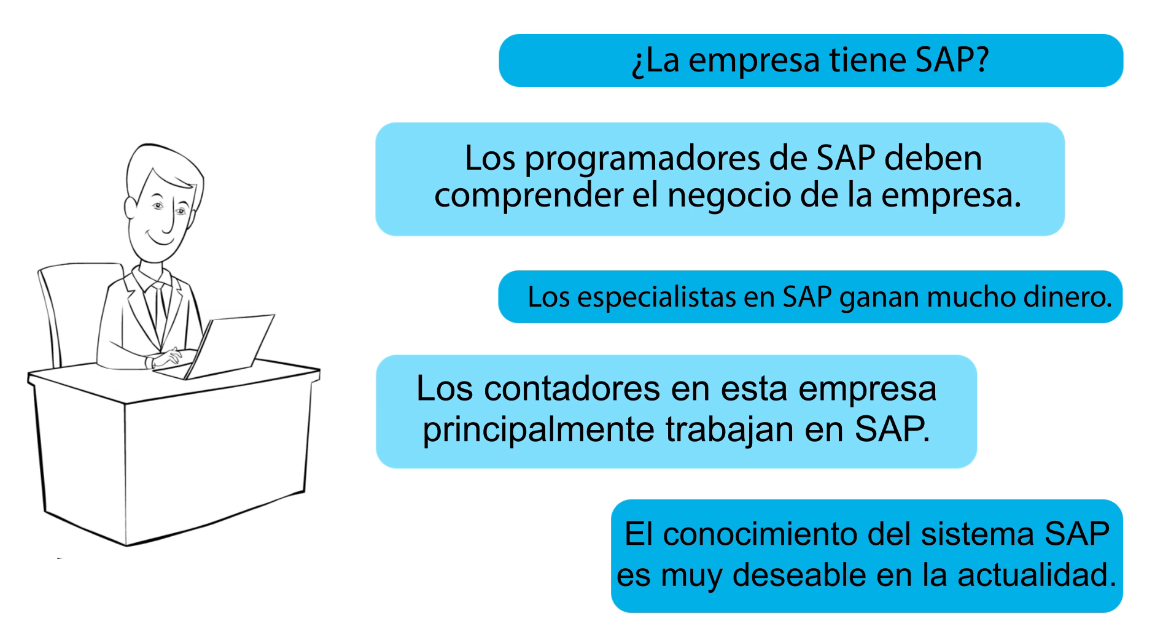 ¿La empresa tiene SAP?
Los programadores de SAP deben
comprender el negocio de la empresa.
Los especialistas en SAP ganan mucho dinero.
Los contadores en esta empresa
principalmente trabajan en SAP.
El conocimiento del sistema SAP
es muy deseable en la actualidad.